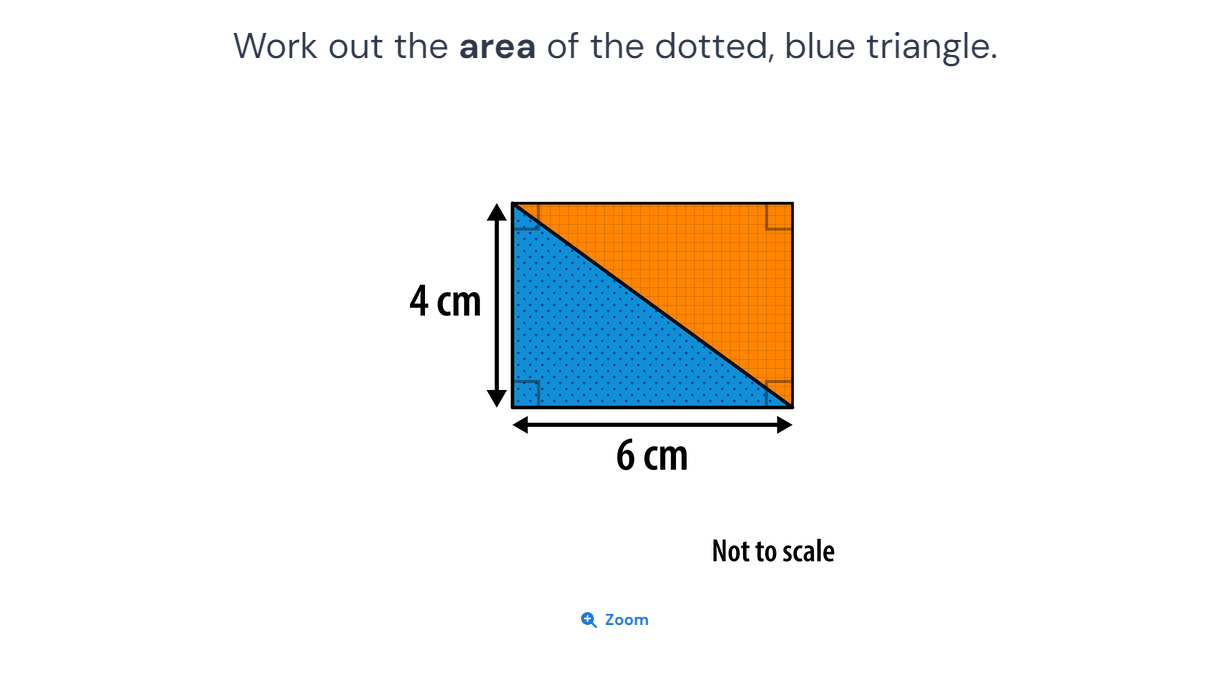 Work out the area of the dotted, blue triangle.
4 cm
6 cm
Not to scale
Zoom